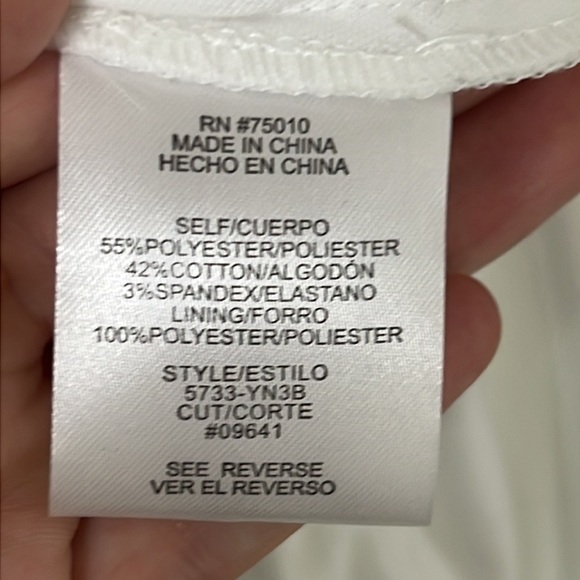 RN #75010
MADE IN CHINA
HECHO EN CHINA
SELF/CUERPO
55%POLYESTER/POLIESTER
42%COTTON/ALGODÓN
3%SPANDEX/ELASTANO
LINING/FORRO
100%POLYESTER/POLIESTER
STYLE/ESTILO
5733-YN3B
CUT/CORTE
#09641
SEE REVERSE
VER EL REVERSO